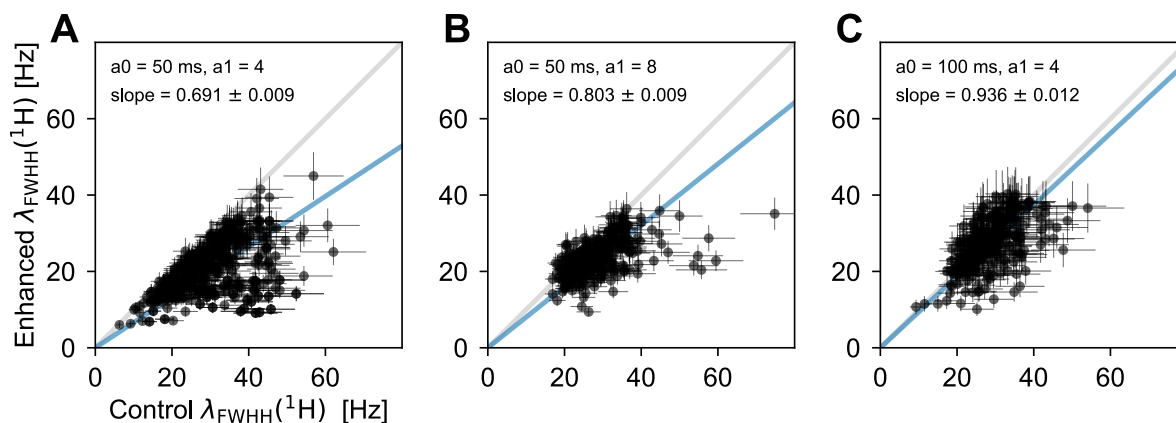 A
B
C
a0 = 50 ms, a1 = 4
slope = 0.691 ± 0.009
a0 = 50 ms, a1 = 8
slope = 0.803 ± 0.009
a0 = 100 ms, a1 = 4
slope = 0.936 ± 0.012
Enhanced λFWHH(¹H) [Hz]
60
40
20
0
60
40
20
0
60
40
20
0
0 20 40 60
0 20 40 60
0 20 40 60
Control λFWHH(¹H) [Hz]